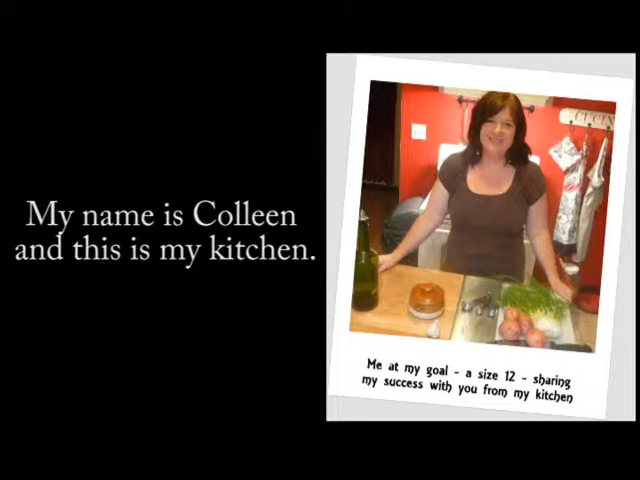 My name is Colleen
and this is my kitchen.
CUCINA
Me at my goal - a size 12 - sharing
my success with you from my kitchen